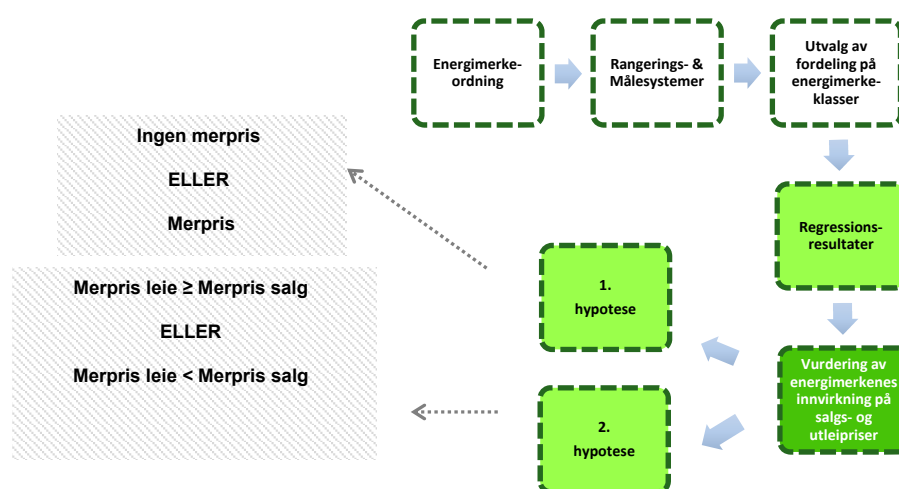 Energimerke-
ordning
Rangerings- &
Målesystemer
Utvalg av
fordeling på
energimerke-
klasser
Regressions-
resultater
Vurdering av
energimerkenes
innvirkning på
salgs- og
utleipriser
1.
hypotese
2.
hypotese
Ingen merpris
ELLER
Merpris
Merpris leie ≥ Merpris salg
ELLER
Merpris leie < Merpris salg